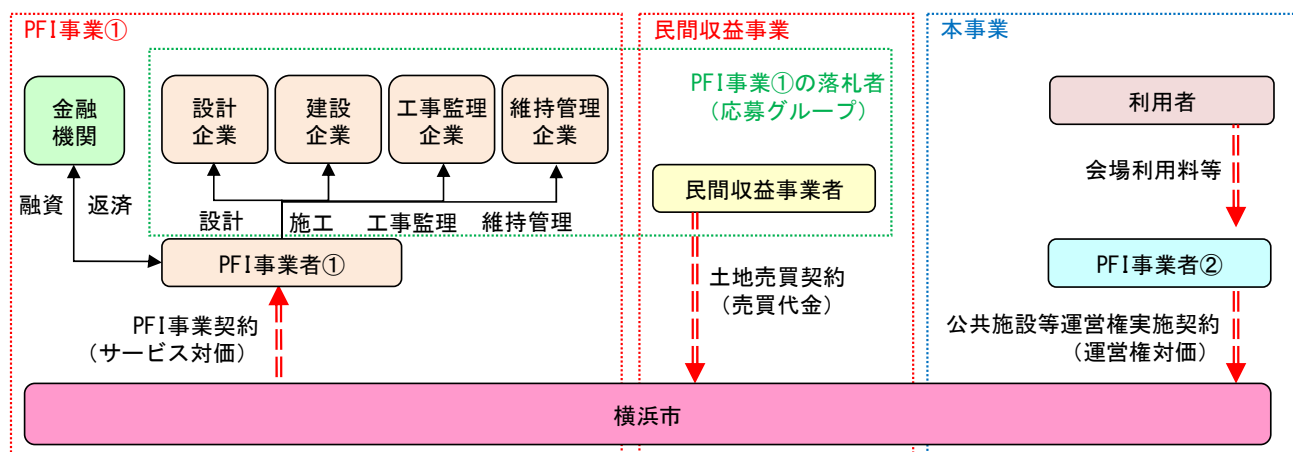 PFI事業①
民間収益事業
本事業
PFI事業①の落札者
（応募グループ）
金融
機関
設計
企業
建設
企業
工事監理
企業
維持管理
企業
利用者
民間収益事業者
会場利用料等
融資
返済
設計
施工
工事監理
維持管理
PFI事業者①
PFI事業者②
PFI事業契約
（サービス対価）
土地売買契約
（売買代金）
公共施設等運営権実施契約
（運営権対価）
横浜市